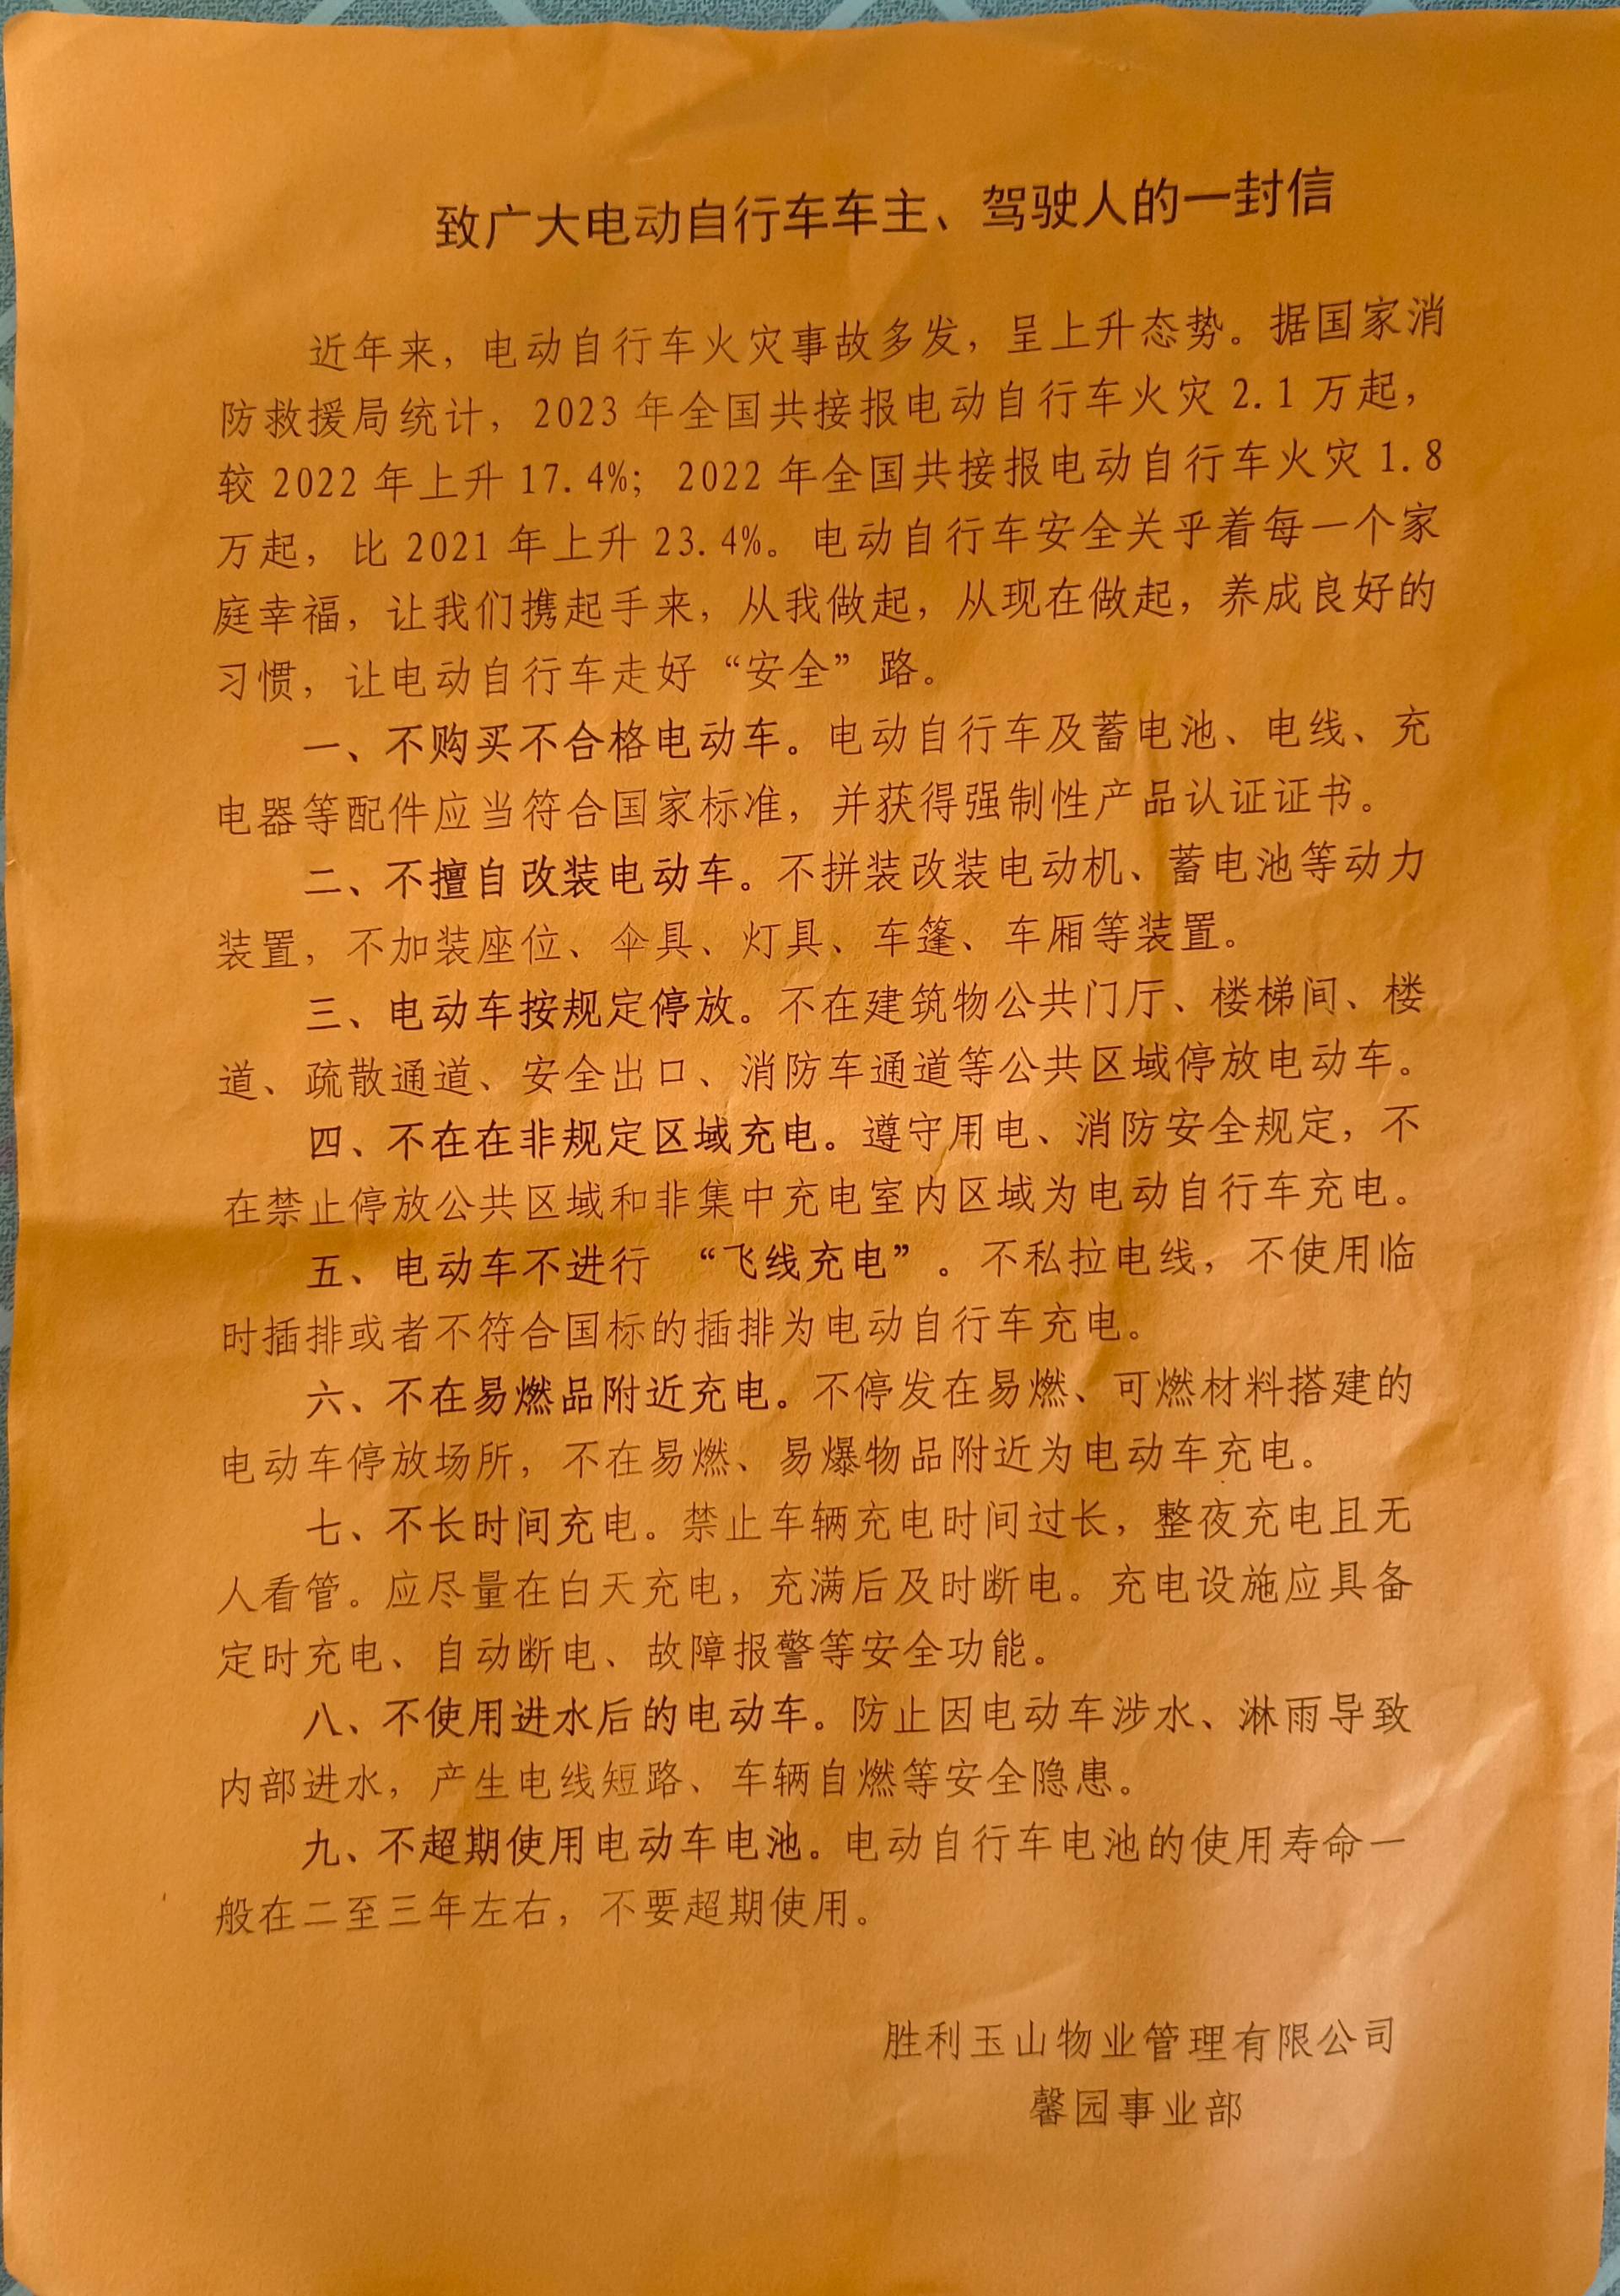 致广大电动自行车车主、驾驶人的一封信
近年来，电动自行车火灾事故多发，呈上升态势。据国家消
防救援局统计，2023年全国共接报电动自行车火灾2.1万起，
较2022年上升17.4%；2022年全国共接报电动自行车火灾1.8
万起，比2021年上升23.4%。电动自行车安全关乎着每一个家
庭幸福，让我们携起手来，从我做起，从现在做起，养成良好的
习惯，让电动自行车走好“安全”路。
一、不购买不合格电动车。电动自行车及蓄电池、电线、充
电器等配件应当符合国家标准，并获得强制性产品认证证书。
二、不擅自改装电动车。不拼装改装电动机、蓄电池等动力
装置，不加装座位、伞具、灯具、车篷、车厢等装置。
三、电动车按规定停放。不在建筑物公共门厅、楼梯间、楼
道、疏散通道、安全出口、消防车通道等公共区域停放电动车。
四、不在在非规定区域充电。遵守用电、消防安全规定，不
在禁止停放公共区域和非集中充电室内区域为电动自行车充电。
五、电动车不进行 “飞线充电”。不私拉电线，不使用临
时插排或者不符合国标的插排为电动自行车充电。
六、不在易燃品附近充电。不停发在易燃、可燃材料搭建的
电动车停放场所，不在易燃、易爆物品附近为电动车充电。
七、不长时间充电。禁止车辆充电时间过长，整夜充电且无
人看管。应尽量在白天充电，充满后及时断电。充电设施应具备
定时充电、自动断电、故障报警等安全功能。
八、不使用进水后的电动车。防止因电动车涉水、淋雨导致
内部进水，产生电线短路、车辆自燃等安全隐患。
九、不超期使用电动车电池。电动自行车电池的使用寿命一
般在二至三年左右，不要超期使用。
胜利玉山物业管理有限公司
馨园事业部